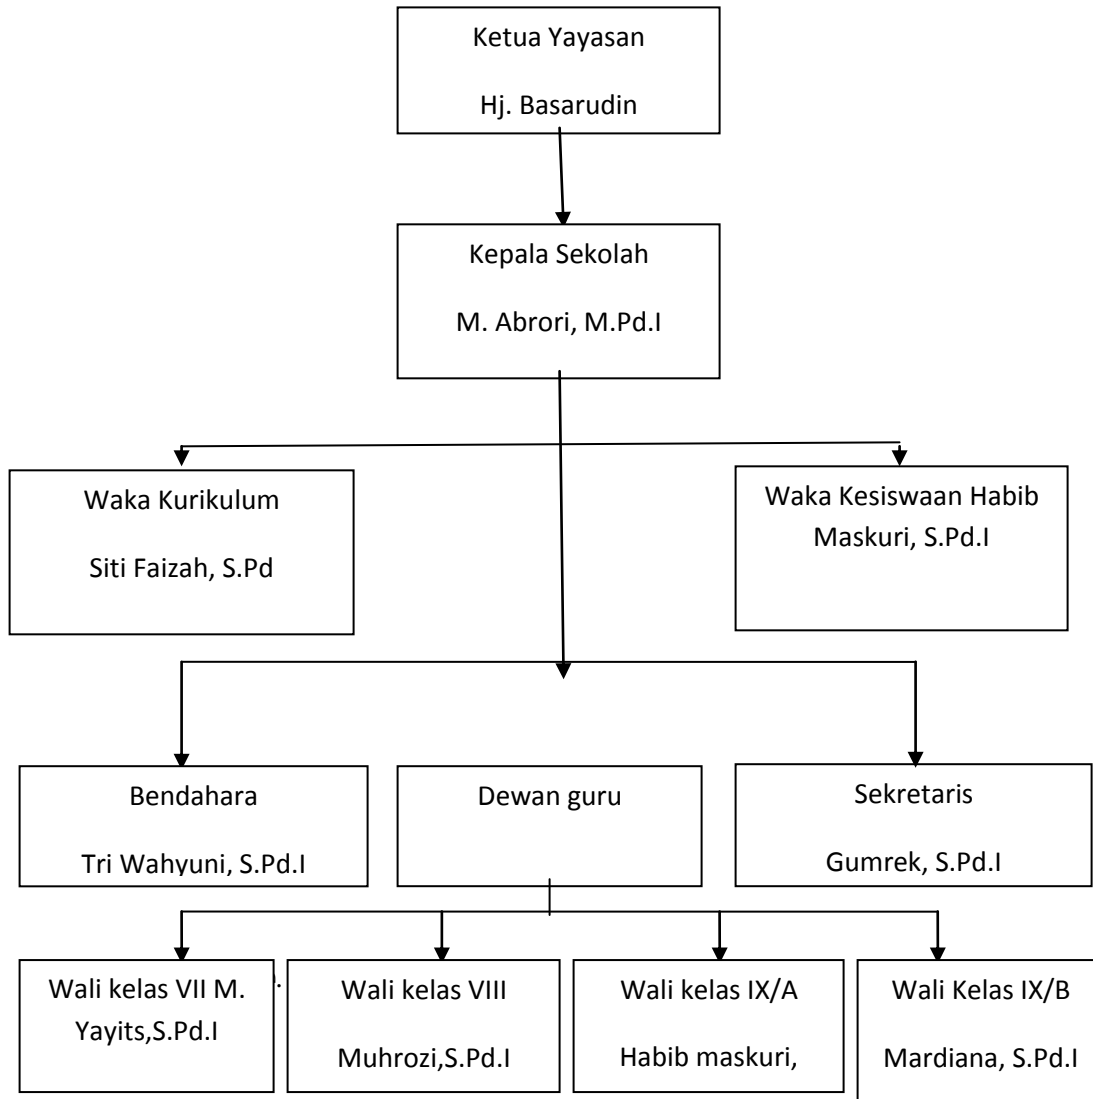 Ketua Yayasan
Hj. Basarudin
Kepala Sekolah
M. Abrori, M.Pd.I
Waka Kurikulum
Siti Faizah, S.Pd
Waka Kesiswaan Habib
Maskuri, S.Pd.I
Bendahara
Tri Wahyuni, S.Pd.I
Dewan guru
Sekretaris
Gumrek, S.Pd.I
Wali kelas VII M.
Yayits,S.Pd.I
Wali kelas VIII
Muhrozi,S.Pd.I
Wali kelas IX/A
Habib maskuri,
Wali Kelas IX/B
Mardiana, S.Pd.I